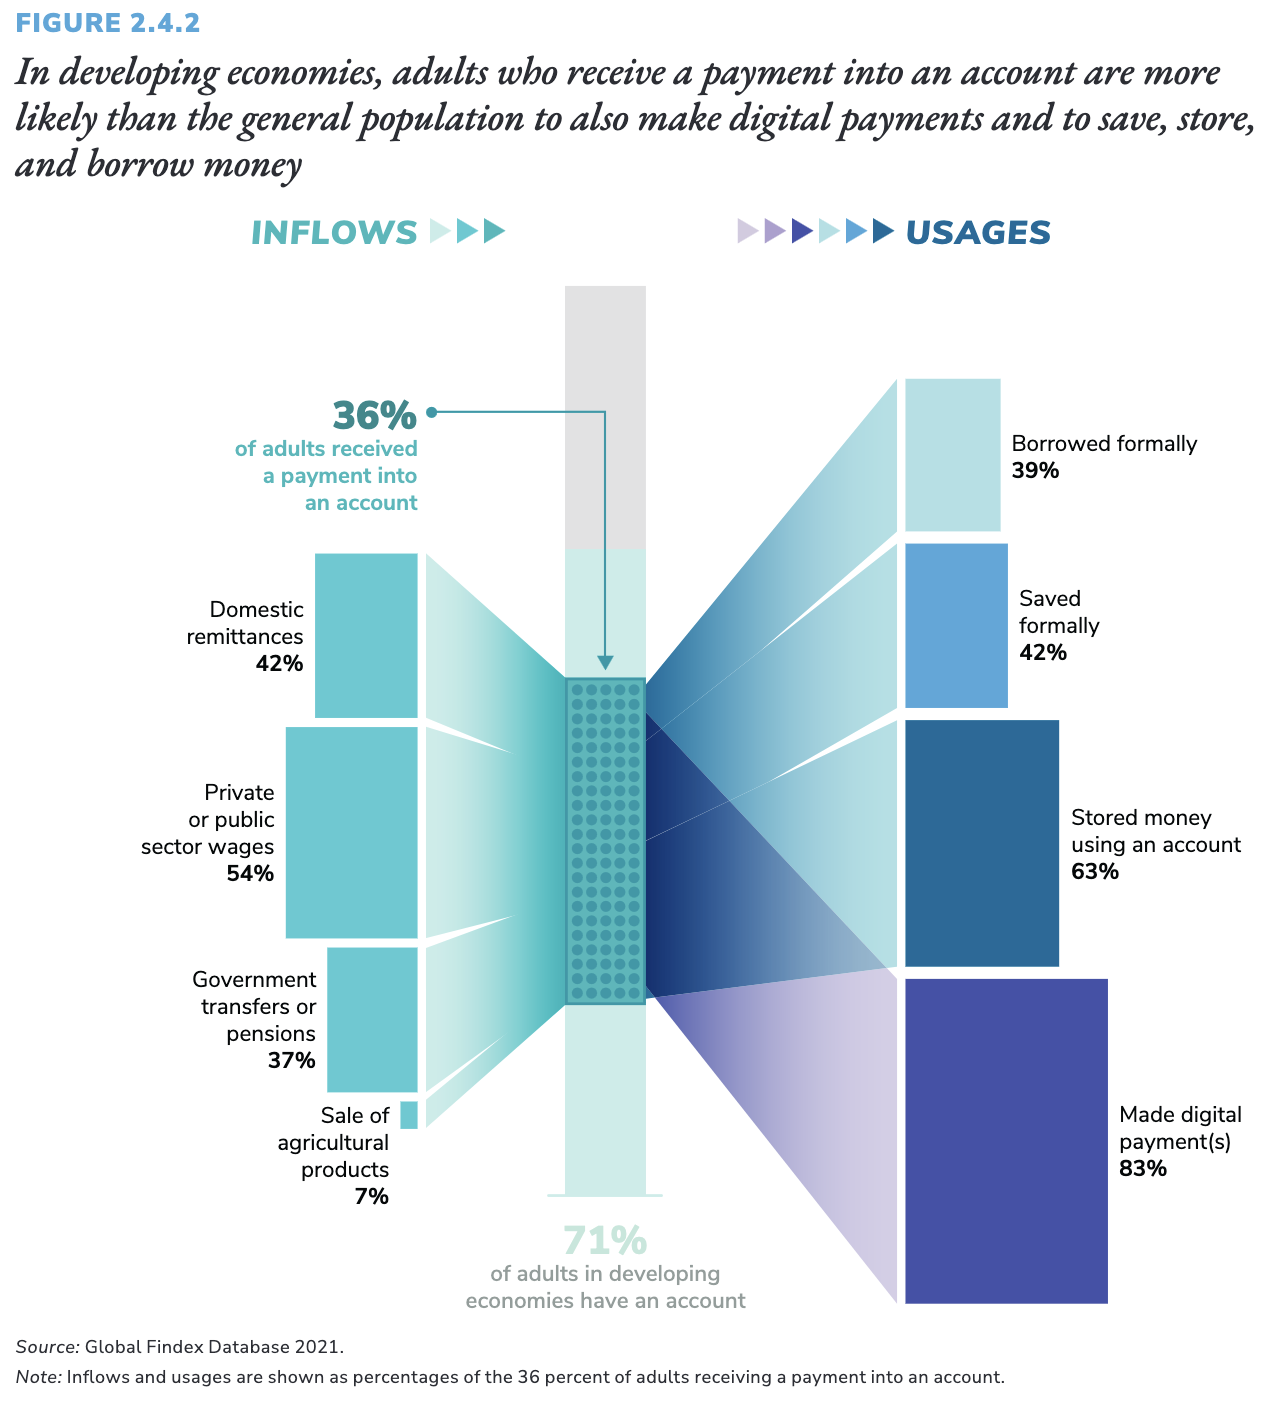 FIGURE 2.4.2
In developing economies, adults who receive a payment into an account are more
likely than the general population to also make digital payments and to save, store,
and borrow money
INFLOWS
USAGES
36%
of adults received
a payment into
an account
Domestic
remittances
42%
Private
or public
sector wages
54%
Government
transfers or
pensions
37%
Sale of
agricultural
products
7%
71%
of adults in developing
economies have an account
Borrowed formally
39%
Saved
formally
42%
Stored money
using an account
63%
Made digital
payment(s)
83%
Source: Global Findex Database 2021.
Note: Inflows and usages are shown as percentages of the 36 percent of adults receiving a payment into an account.